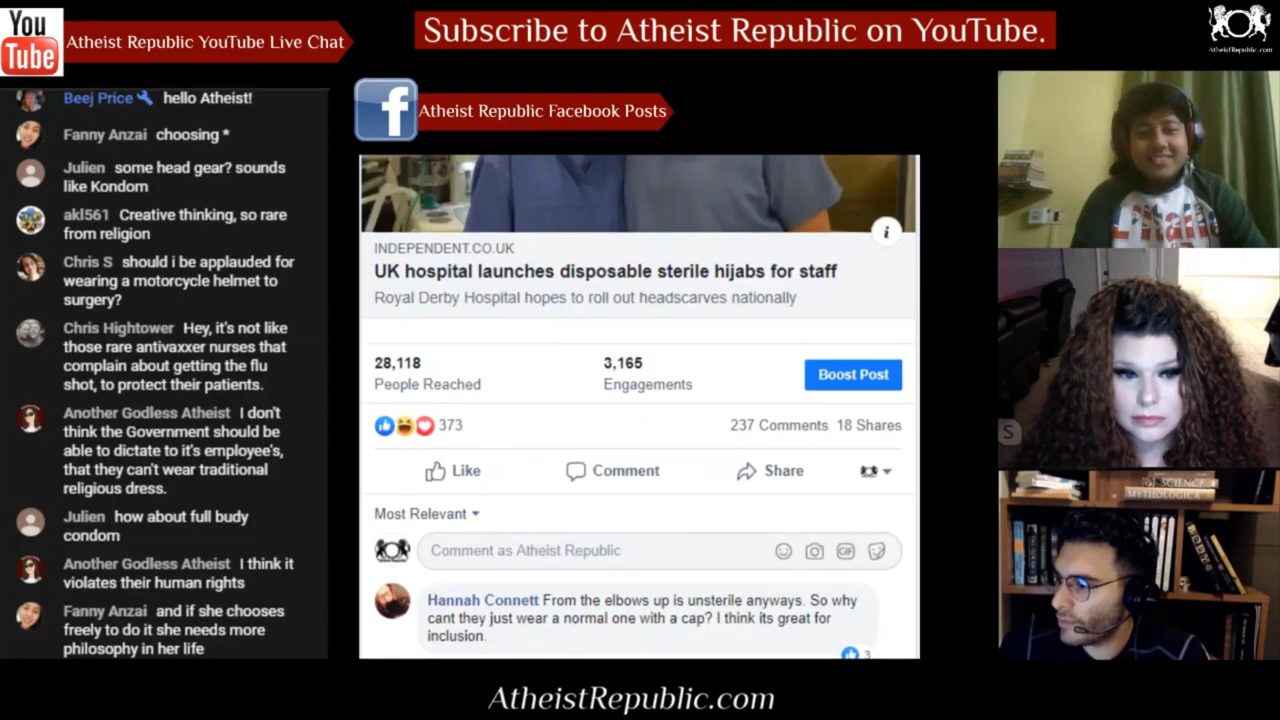 You
Tube
Atheist Republic YouTube Live Chat
Subscribe to Atheist Republic on YouTube.
AtheistRepublic.com
Beej Price hello Atheist!
Fanny Anzai choosing *
Julien some head gear? sounds
like Kondom
akl561 Creative thinking, so rare
from religion
Chris S should i be applauded for
wearing a motorcycle helmet to
surgery?
Chris Hightower Hey, it's not like
those rare antivaxxer nurses that
complain about getting the flu
shot, to protect their patients.
Another Godless Atheist I don't
think the Government should be
able to dictate to it's employee's,
that they can't wear traditional
religious dress.
Julien how about full budy
condom
Another Godless Atheist I think it
violates their human rights
Fanny Anzai and if she chooses
freely to do it she needs more
philosophy in her life
f
Atheist Republic Facebook Posts
i
INDEPENDENT.CO.UK
UK hospital launches disposable sterile hijabs for staff
Royal Derby Hospital hopes to roll out headscarves nationally
28,118
People Reached
3,165
Engagements
Boost Post
373
237 Comments 18 Shares
Like
Comment
Share
Most Relevant
Comment as Atheist Republic
GIF
Hannah Connett From the elbows up is unsterile anyways. So why
cant they just wear a normal one with a cap? I think its great for
inclusion.
3
S
SCIENCE
MYTHOLOGICA
BODY
AtheistRepublic.com